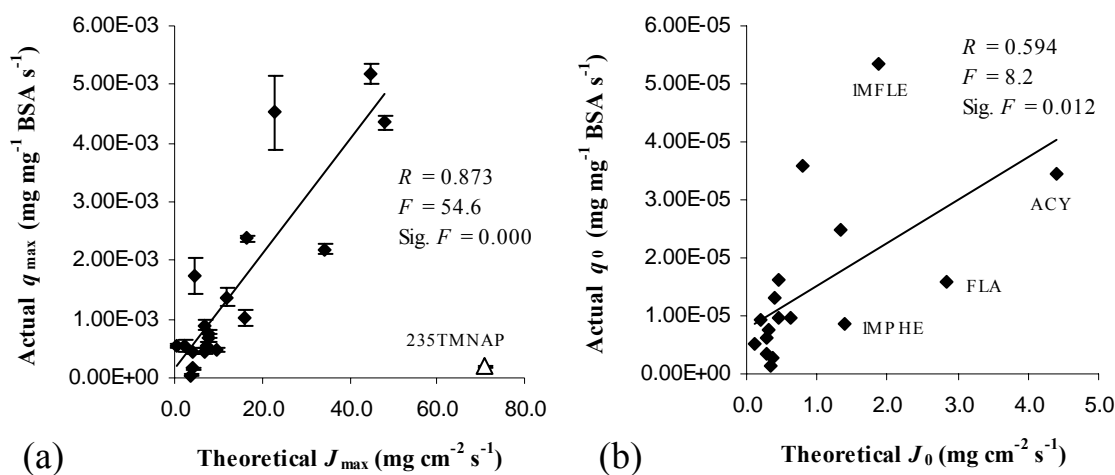 6.00E-03
5.00E-03
4.00E-03
3.00E-03
2.00E-03
1.00E-03
0.00E+00
Actual q max (mg mg⁻¹ BSA s⁻¹)
R = 0.873
F = 54.6
Sig. F = 0.000
235TMNAP
0.0 20.0 40.0 60.0 80.0
(a) Theoretical J max (mg cm⁻² s⁻¹)
6.00E-05
5.00E-05
4.00E-05
3.00E-05
2.00E-05
1.00E-05
0.00E+00
Actual q 0 (mg mg⁻¹ BSA s⁻¹)
R = 0.594
F = 8.2
Sig. F = 0.012
1MFLE
ACY
FLA
1MPHE
0.0 1.0 2.0 3.0 4.0 5.0
(b) Theoretical J 0 (mg cm⁻² s⁻¹)